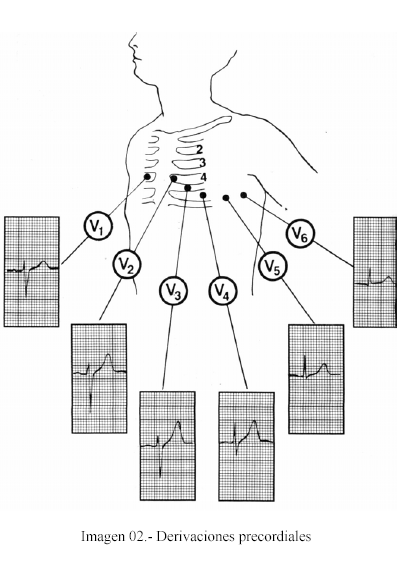 2
3
4
V1
V2
V3
V4
V5
V6
Imagen 02.- Derivaciones precordiales